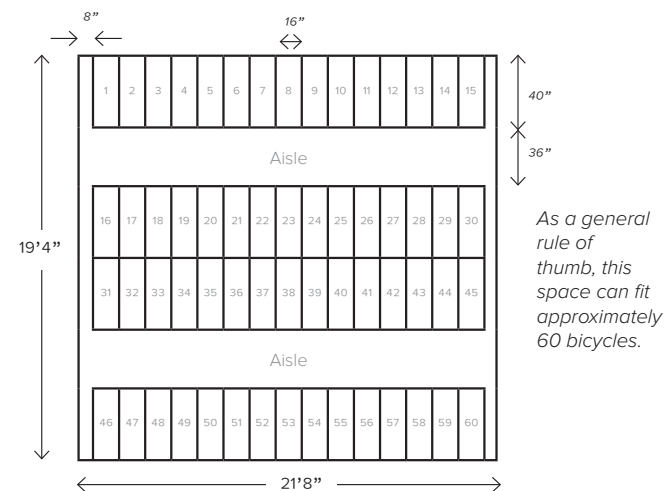 8”
16”
1 2 3 4 5 6 7 8 9 10 11 12 13 14 15
40”
Aisle
36”
16 17 18 19 20 21 22 23 24 25 26 27 28 29 30
As a general
rule of
thumb, this
space can fit
approximately
60 bicycles.
19’4”
31 32 33 34 35 36 37 38 39 40 41 42 43 44 45
Aisle
46 47 48 49 50 51 52 53 54 55 56 57 58 59 60
21’8”